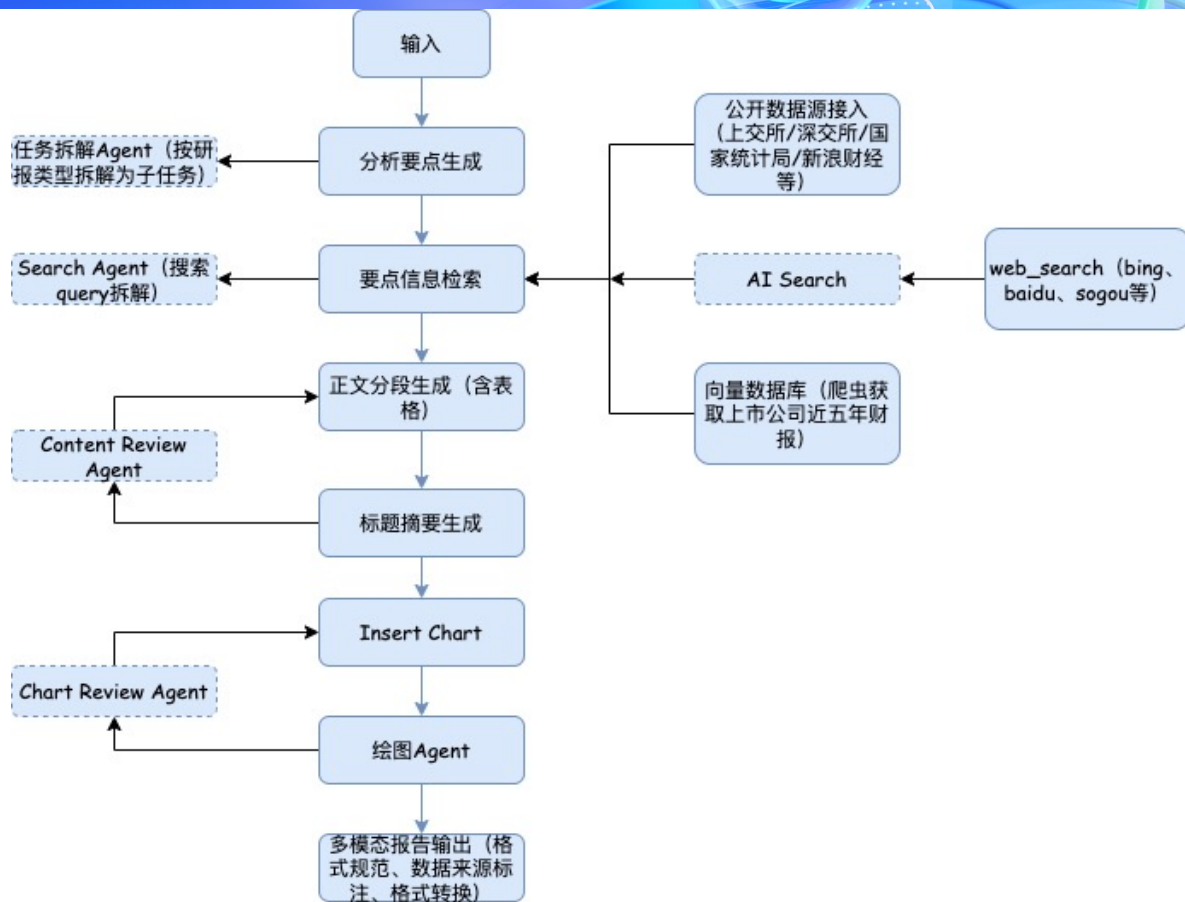 输入
公开数据源接入
（上交所/深交所/国
家统计局/新浪财经
等）
任务拆解Agent（按研
报类型拆解为子任务）
分析要点生成
Search Agent（搜索
query拆解）
要点信息检索
AI Search
web_search（bing、
baidu、sogou等）
正文分段生成（含表
格）
向量数据库（爬虫获
取上市公司近五年财
报）
Content Review
Agent
标题摘要生成
Insert Chart
Chart Review Agent
绘图Agent
多模态报告输出（格
式规范、数据来源标
注、格式转换）